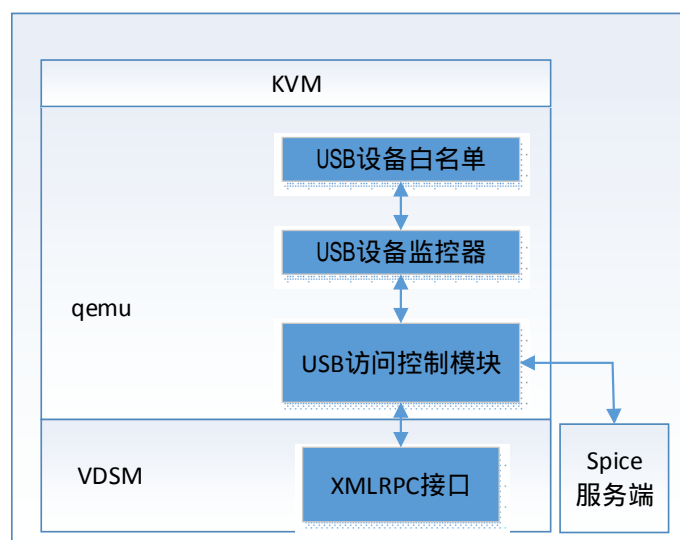 KVM
USB设备白名单
USB设备监控器
qemu
USB访问控制模块
VDSM
XMLRPC接口
Spice
服务端